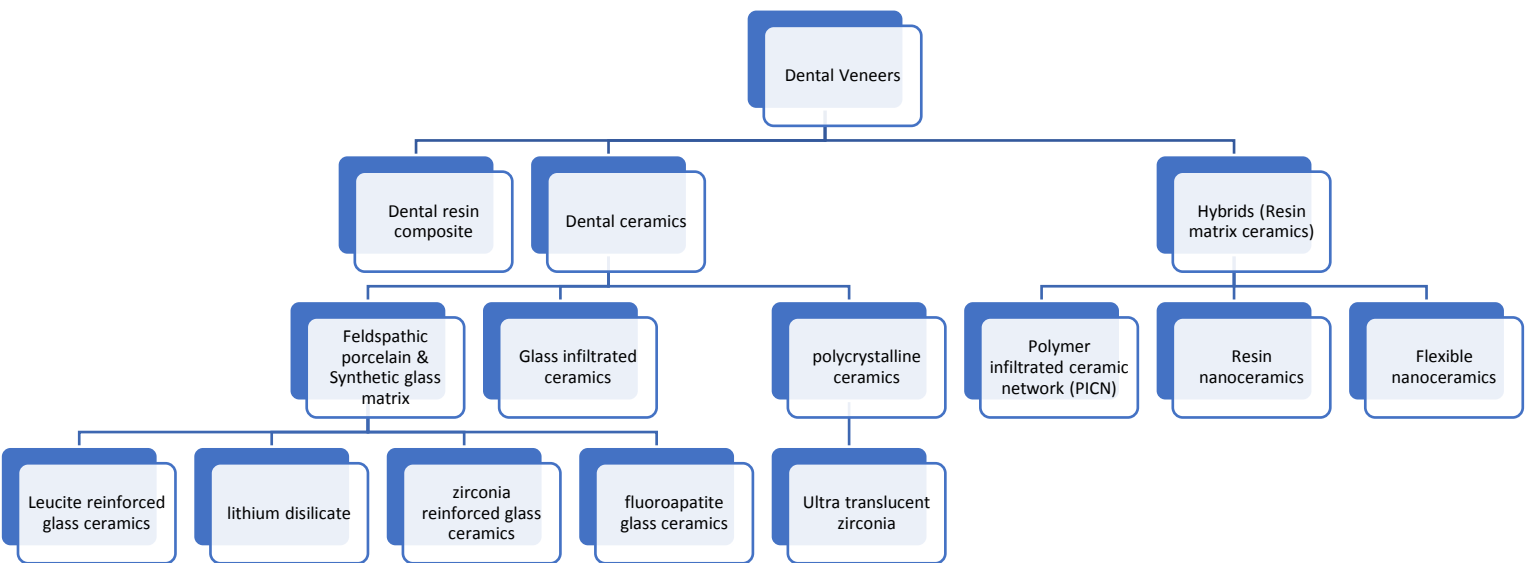 Dental Veneers
Dental resin
composite
Dental ceramics
Hybrids (Resin
matrix ceramics)
Feldspathic
porcelain &
Synthetic glass
matrix
Glass infiltrated
ceramics
polycrystalline
ceramics
Polymer
infiltrated ceramic
network (PICN)
Resin
nanoceramics
Flexible
nanoceramics
Leucite reinforced
glass ceramics
lithium disilicate
zirconia
reinforced glass
ceramics
fluoroapatite
glass ceramics
Ultra translucent
zirconia